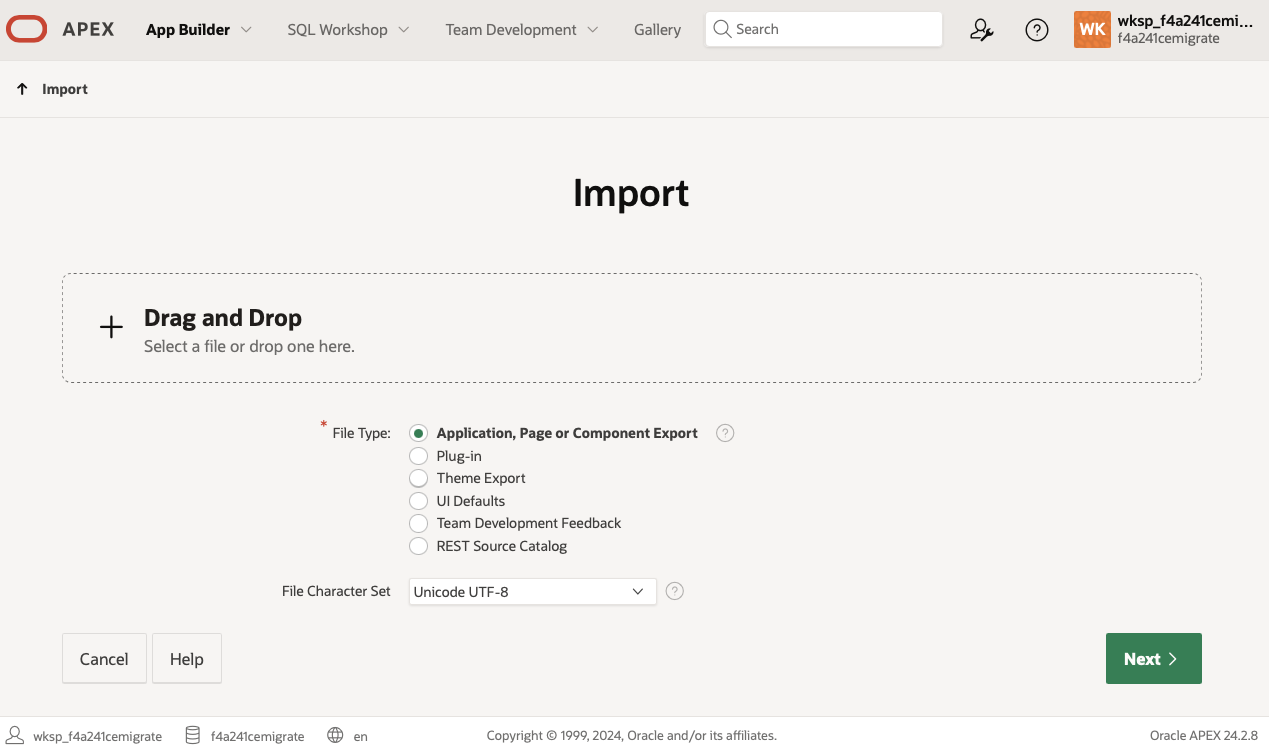 APEX App Builder SQL Workshop Team Development Gallery Search WK wksp_f4a241cemi...
f4a241cemigrate
Import
Import
Drag and Drop
Select a file or drop one here.
* File Type: Application, Page or Component Export ?
Plug-in
Theme Export
UI Defaults
Team Development Feedback
REST Source Catalog
File Character Set Unicode UTF-8 ?
Cancel Help Next
wksp_f4a241cemigrate f4a241cemigrate en Copyright © 1999, 2024, Oracle and/or its affiliates. Oracle APEX 24.2.8